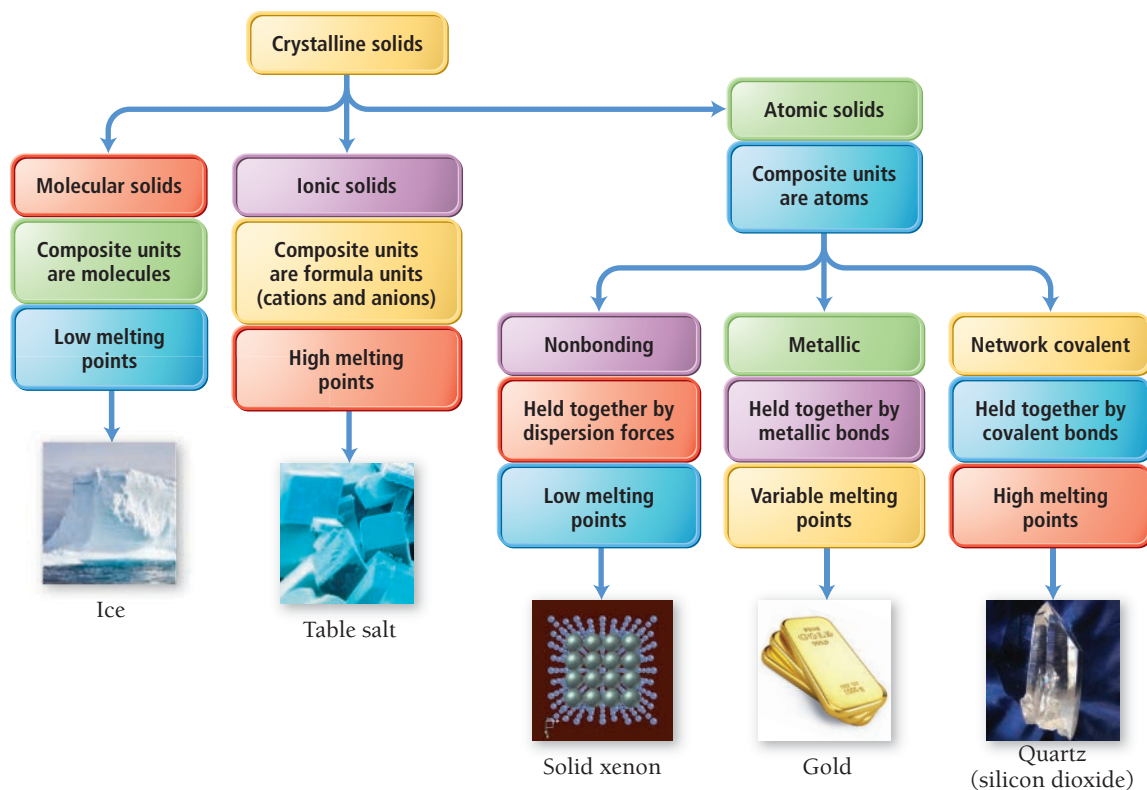 Crystalline solids
Atomic solids
Composite units
are atoms
Molecular solids
Composite units
are molecules
Low melting
points
Ice
Ionic solids
Composite units
are formula units
(cations and anions)
High melting
points
Table salt
Nonbonding
Held together by
dispersion forces
Low melting
points
Solid xenon
Metallic
Held together by
metallic bonds
Variable melting
points
Gold
Network covalent
Held together by
covalent bonds
High melting
points
Quartz
(silicon dioxide)